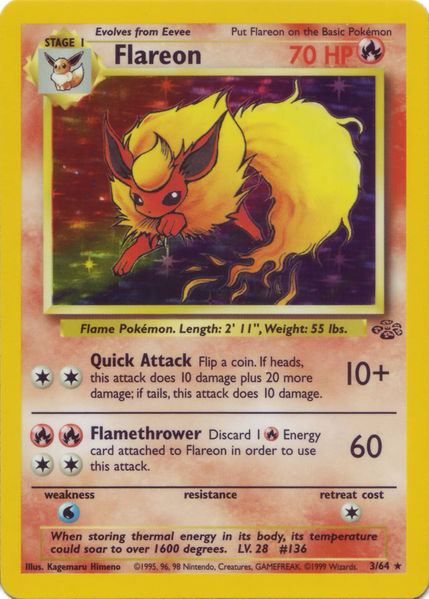 Evolves from Eevee Put Flareon on the Basic Pokémon
STAGE 1
Flareon 70 HP
Flame Pokémon. Length: 2' 11", Weight: 55 lbs.
Quick Attack Flip a coin. If heads,
this attack does 10 damage plus 20 more
damage; if tails, this attack does 10 damage.
10+
Flamethrower Discard 1 Energy
card attached to Flareon in order to use
this attack.
60
weakness resistance retreat cost
When storing thermal energy in its body, its temperature
could soar to over 1600 degrees. LV. 28 #136
Illus. Kagemaru Himeno ©1995, 96, 98 Nintendo, Creatures, GAMEFREAK. ©1999 Wizards. 3/64 ★